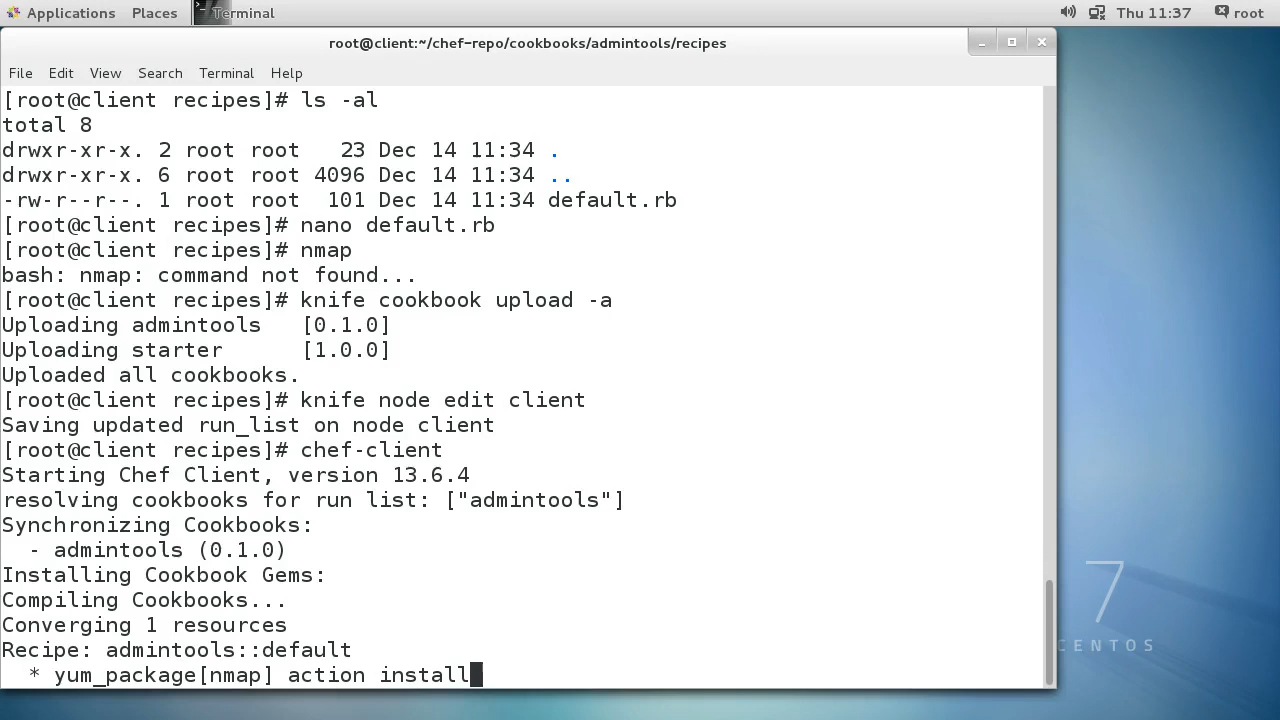 Applications Places Terminal Thu 11:37 root
root@client:~/chef-repo/cookbooks/admintools/recipes
File Edit View Search Terminal Help
[root@client recipes]# ls -al
total 8
drwxr-xr-x. 2 root root   23 Dec 14 11:34 .
drwxr-xr-x. 6 root root 4096 Dec 14 11:34 ..
-rw-r--r--. 1 root root  101 Dec 14 11:34 default.rb
[root@client recipes]# nano default.rb
[root@client recipes]# nmap
bash: nmap: command not found...
[root@client recipes]# knife cookbook upload -a
Uploading admintools   [0.1.0]
Uploading starter      [1.0.0]
Uploaded all cookbooks.
[root@client recipes]# knife node edit client
Saving updated run_list on node client
[root@client recipes]# chef-client
Starting Chef Client, version 13.6.4
resolving cookbooks for run list: ["admintools"]
Synchronizing Cookbooks:
  - admintools (0.1.0)
Installing Cookbook Gems:
Compiling Cookbooks...
Converging 1 resources
Recipe: admintools::default
  * yum_package[nmap] action install
7
CENTOS